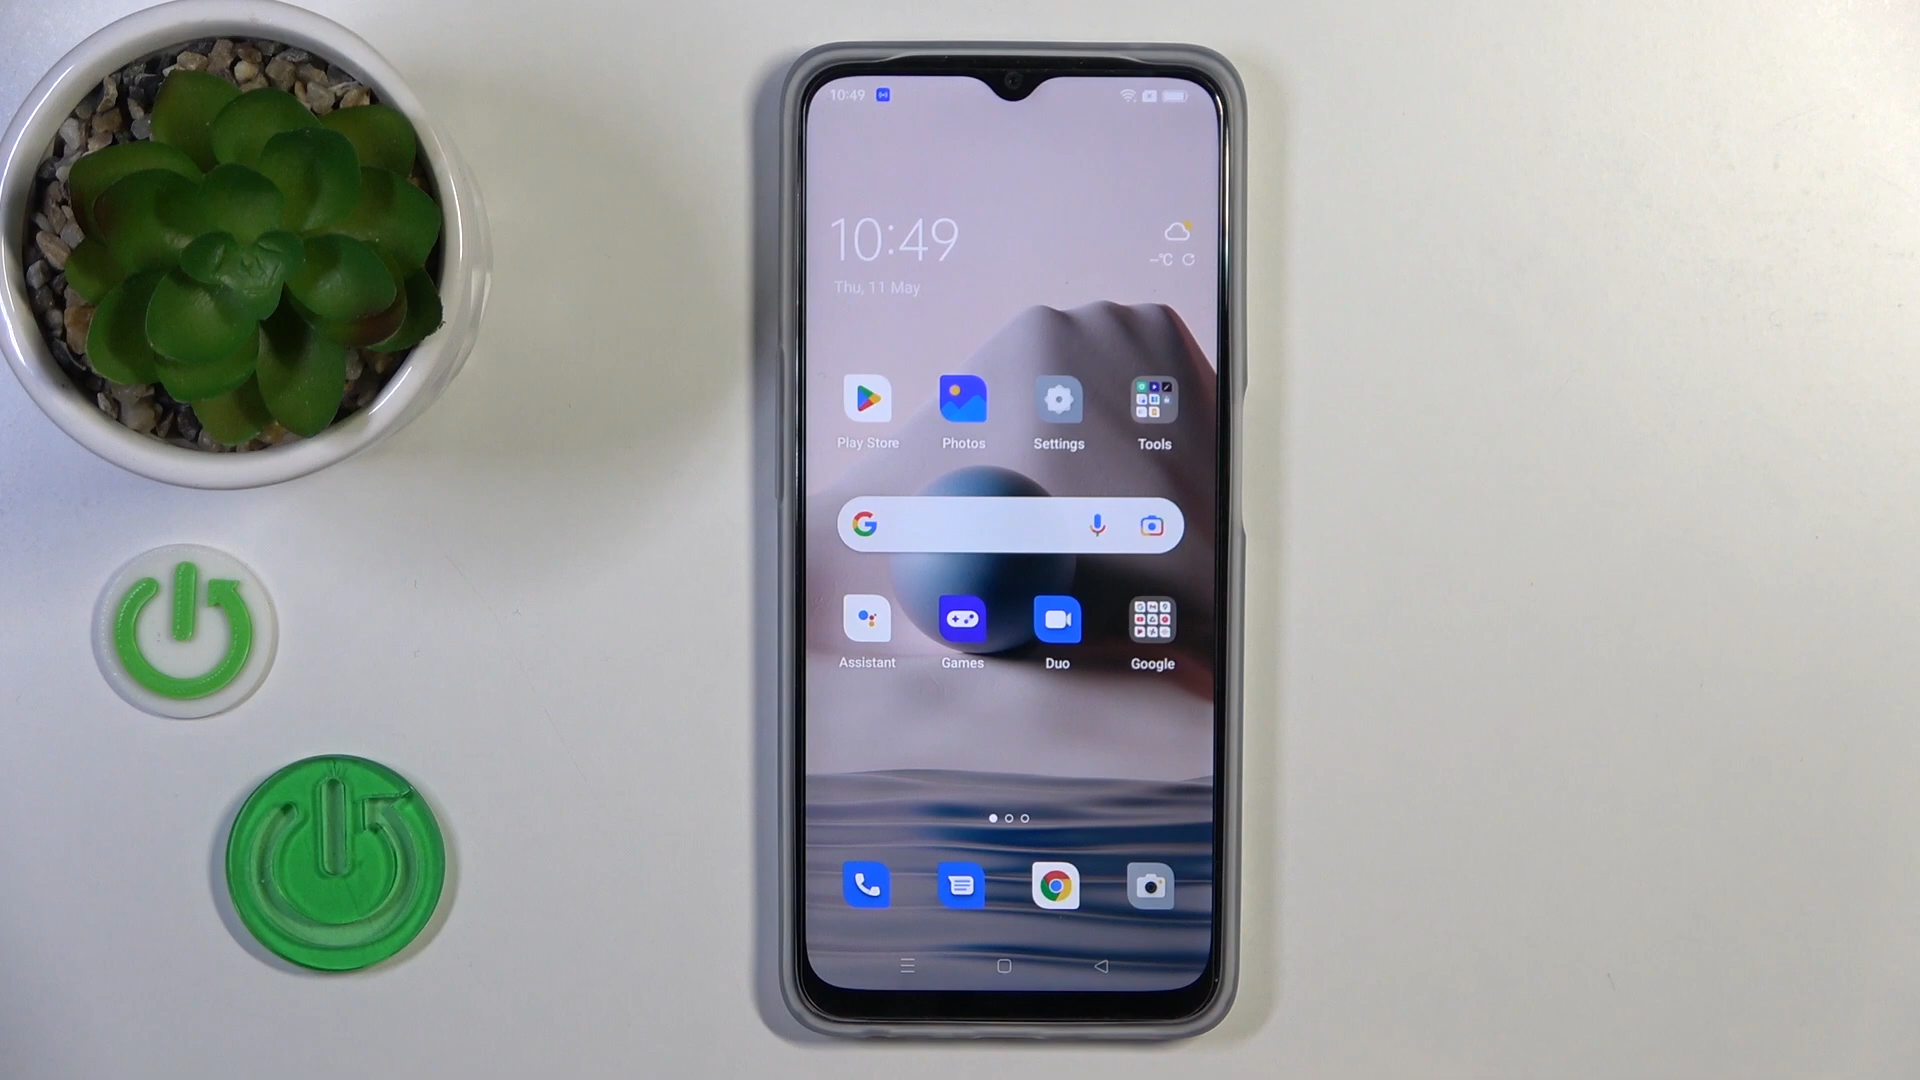 10:49
10:49
-°C
Thu, 11 May
Play Store Photos Settings Tools
G
Assistant Games Duo Google